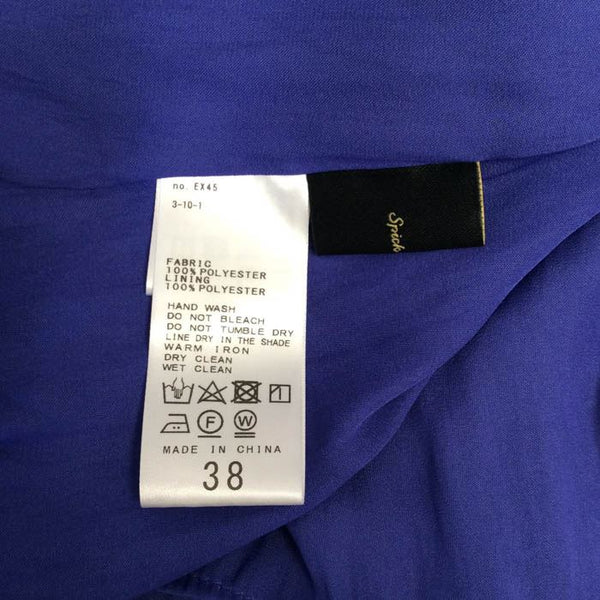 no. EX45
3-10-1
FABRIC
100% POLYESTER
LINING
100% POLYESTER
HAND WASH
DO NOT BLEACH
DO NOT TUMBLE DRY
LINE DRY IN THE SHADE
WARM IRON
DRY CLEAN
WET CLEAN
1
F W
MADE IN CHINA
38
Spick